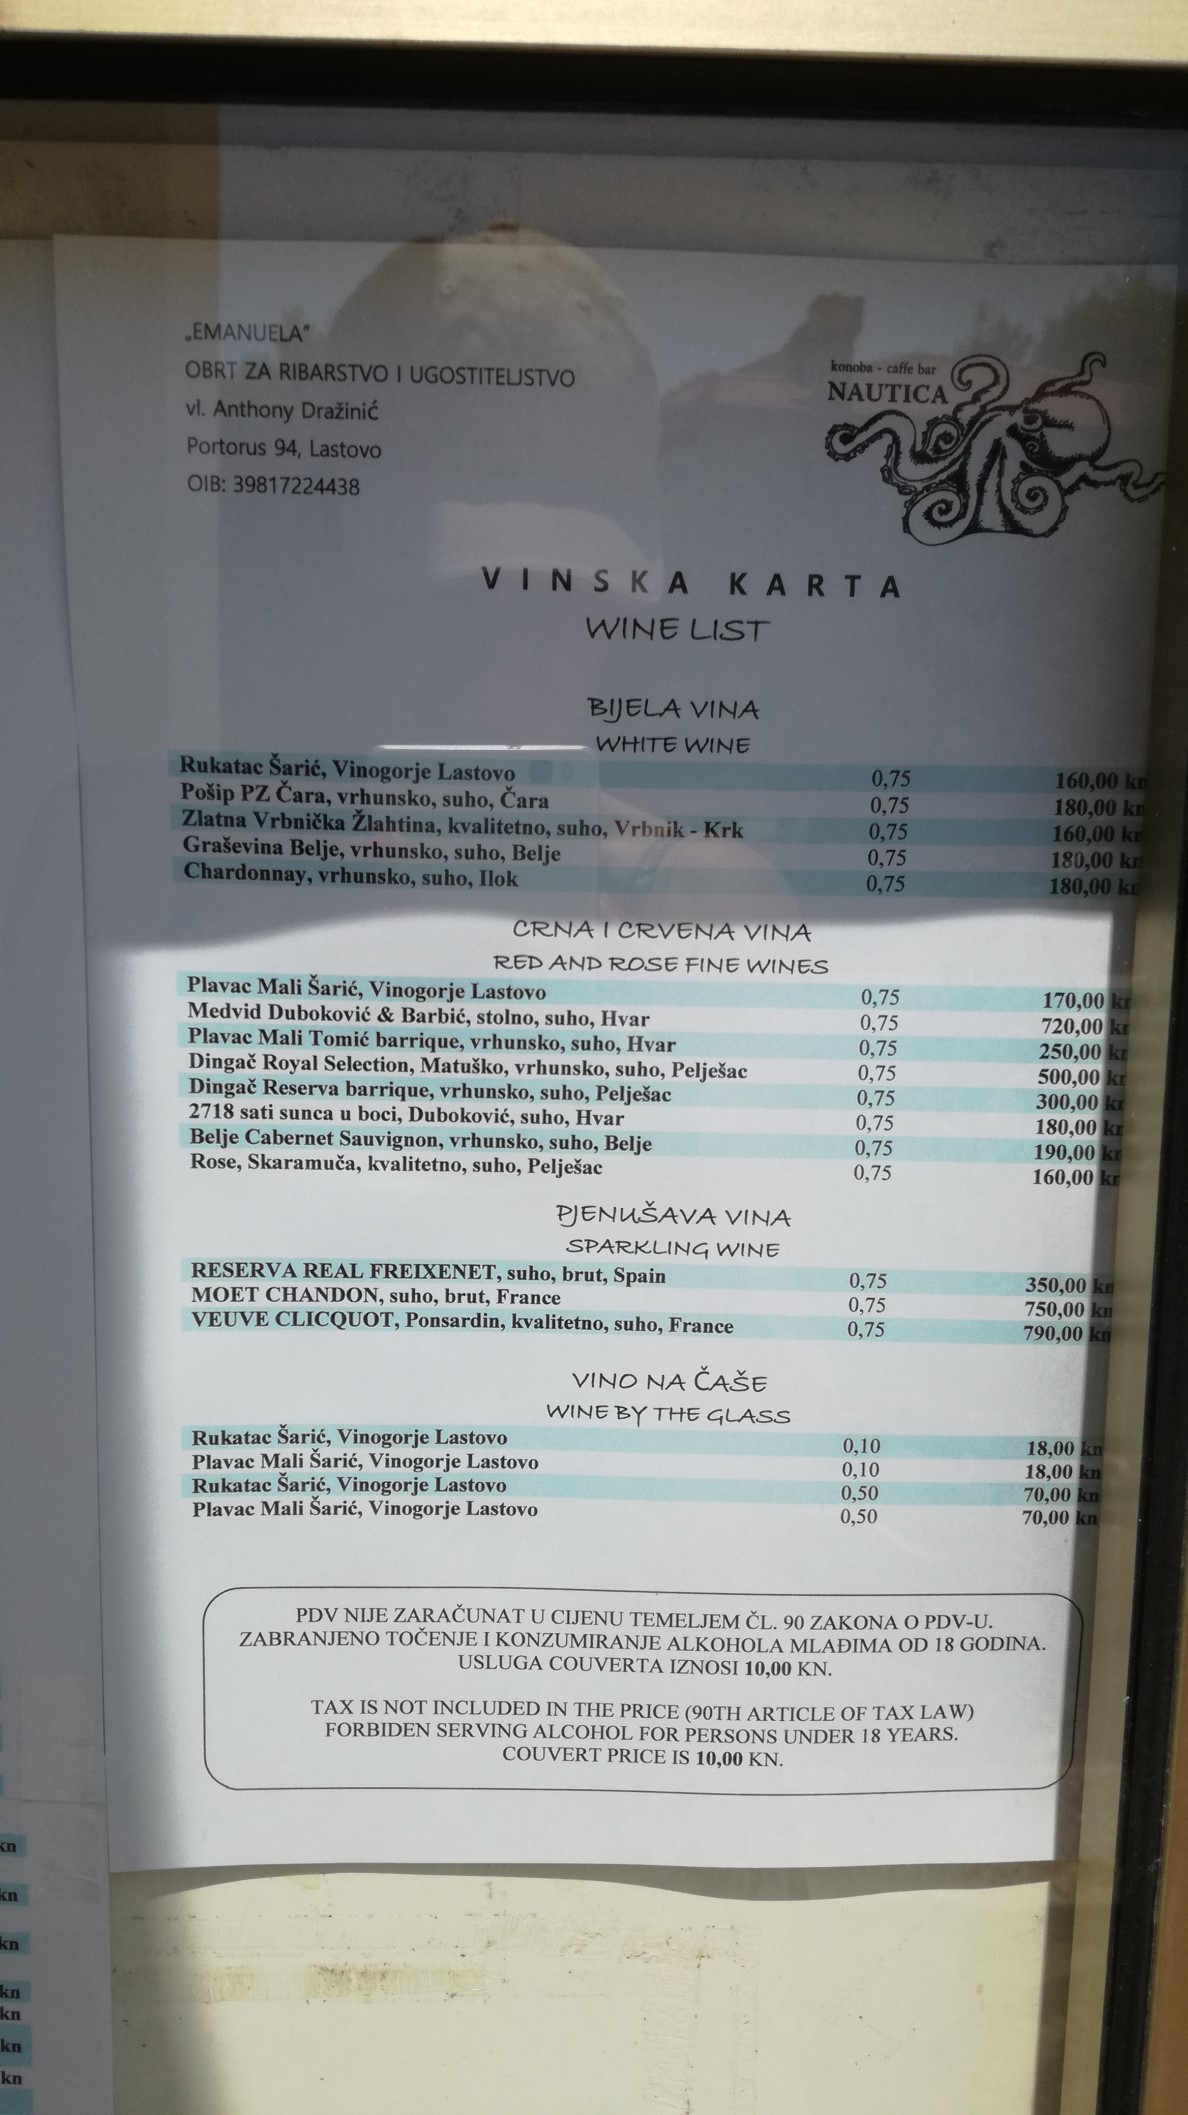 „EMANUELA"
OBRT ZA RIBARSTVO I UGOSTITELJSTVO
vl. Anthony Dražinić
Portorus 94, Lastovo
OIB: 39817224438
konoba - caffe bar
NAUTICA
VINSKA KARTA
WINE LIST
BIJELA VINA
WHITE WINE
Rukatac Šarić, Vinogorje Lastovo 0,75 160,00 kn
Pošip PZ Čara, vrhunsko, suho, Čara 0,75 180,00 kn
Zlatna Vrbnička Žlahtina, kvalitetno, suho, Vrbnik - Krk 0,75 160,00 kn
Graševina Belje, vrhunsko, suho, Belje 0,75 180,00 kn
Chardonnay, vrhunsko, suho, Ilok 0,75 180,00 kn
CRNA I CRVENA VINA
RED AND ROSE FINE WINES
Plavac Mali Šarić, Vinogorje Lastovo 0,75 170,00 kn
Medvid Duboković & Barbić, stolno, suho, Hvar 0,75 720,00 kn
Plavac Mali Tomić barrique, vrhunsko, suho, Hvar 0,75 250,00 kn
Dingač Royal Selection, Matuško, vrhunsko, suho, Pelješac 0,75 500,00 kn
Dingač Reserva barrique, vrhunsko, suho, Pelješac 0,75 300,00 kn
2718 sati sunca u boci, Duboković, suho, Hvar 0,75 180,00 kn
Belje Cabernet Sauvignon, vrhunsko, suho, Belje 0,75 190,00 kn
Rose, Skaramuča, kvalitetno, suho, Pelješac 0,75 160,00 kn
PJENUŠAVA VINA
SPARKLING WINE
RESERVA REAL FREIXENET, suho, brut, Spain 0,75 350,00 kn
MOET CHANDON, suho, brut, France 0,75 750,00 kn
VEUVE CLICQUOT, Ponsardin, kvalitetno, suho, France 0,75 790,00 kn
VINO NA ČAŠE
WINE BY THE GLASS
Rukatac Šarić, Vinogorje Lastovo 0,10 18,00 kn
Plavac Mali Šarić, Vinogorje Lastovo 0,10 18,00 kn
Rukatac Šarić, Vinogorje Lastovo 0,50 70,00 kn
Plavac Mali Šarić, Vinogorje Lastovo 0,50 70,00 kn
PDV NIJE ZARAČUNAT U CIJENU TEMELJEM ČL. 90 ZAKONA O PDV-U.
ZABRANJENO TOČENJE I KONZUMIRANJE ALKOHOLA MLAĐIMA OD 18 GODINA.
USLUGA COUVERTA IZNOSI 10,00 KN.
TAX IS NOT INCLUDED IN THE PRICE (90TH ARTICLE OF TAX LAW)
FORBIDEN SERVING ALCOHOL FOR PERSONS UNDER 18 YEARS.
COUVERT PRICE IS 10,00 KN.
kn
kn
kn
kn
kn
kn
kn